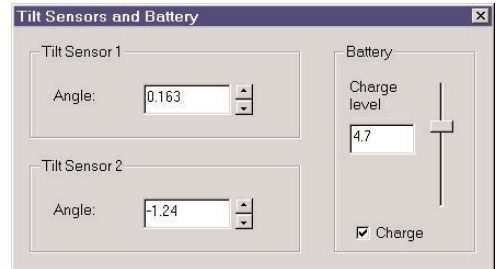 Tilt Sensors and Battery
Tilt Sensor 1
Angle: 0.163
Tilt Sensor 2
Angle: -1.24
Battery
Charge
level
4.7
Charge